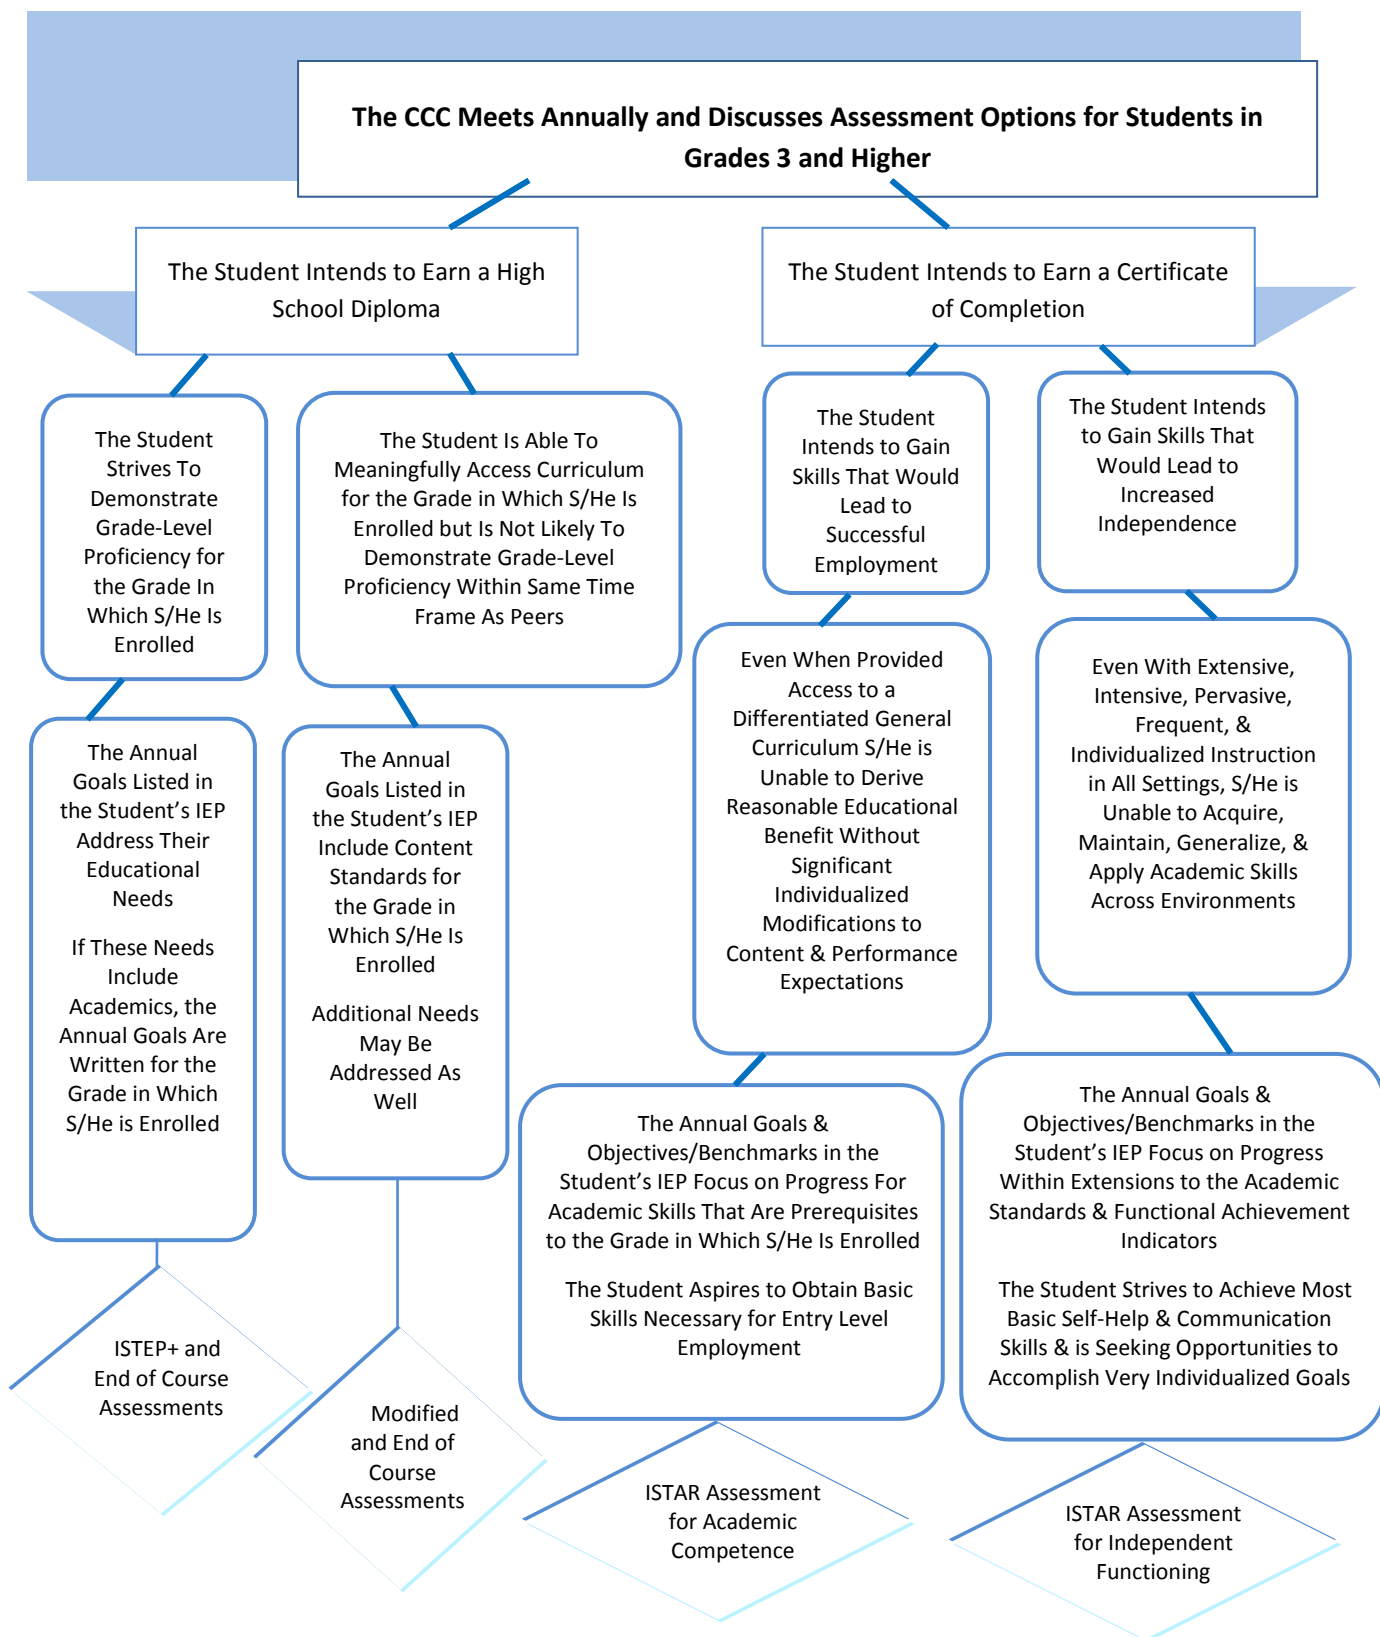 The CCC Meets Annually and Discusses Assessment Options for Students in
Grades 3 and Higher
The Student Intends to Earn a High
School Diploma
The Student Intends to Earn a Certificate
of Completion
The Student
Strives To
Demonstrate
Grade-Level
Proficiency for
the Grade In
Which S/He Is
Enrolled
The Student Is Able To
Meaningfully Access Curriculum
for the Grade in Which S/He Is
Enrolled but Is Not Likely To
Demonstrate Grade-Level
Proficiency Within Same Time
Frame As Peers
The Student
Intends to Gain
Skills That Would
Lead to
Successful
Employment
The Student Intends
to Gain Skills That
Would Lead to
Increased
Independence
The Annual
Goals Listed in
the Student’s IEP
Address Their
Educational
Needs
If These Needs
Include
Academics, the
Annual Goals Are
Written for the
Grade in Which
S/He is Enrolled
The Annual
Goals Listed in
the Student’s IEP
Include Content
Standards for
the Grade in
Which S/He Is
Enrolled
Additional Needs
May Be
Addressed As
Well
Even When Provided
Access to a
Differentiated General
Curriculum S/He is
Unable to Derive
Reasonable Educational
Benefit Without
Significant
Individualized
Modifications to
Content & Performance
Expectations
Even With Extensive,
Intensive, Pervasive,
Frequent, &
Individualized Instruction
in All Settings, S/He is
Unable to Acquire,
Maintain, Generalize, &
Apply Academic Skills
Across Environments
The Annual Goals &
Objectives/Benchmarks in the
Student’s IEP Focus on Progress For
Academic Skills That Are Prerequisites
to the Grade in Which S/He Is Enrolled
The Student Aspires to Obtain Basic
Skills Necessary for Entry Level
Employment
The Annual Goals &
Objectives/Benchmarks in the
Student’s IEP Focus on Progress
Within Extensions to the Academic
Standards & Functional Achievement
Indicators
The Student Strives to Achieve Most
Basic Self-Help & Communication
Skills & is Seeking Opportunities to
Accomplish Very Individualized Goals
ISTEP+ and
End of Course
Assessments
Modified
and End of
Course
Assessments
ISTAR Assessment
for Academic
Competence
ISTAR Assessment
for Independent
Functioning